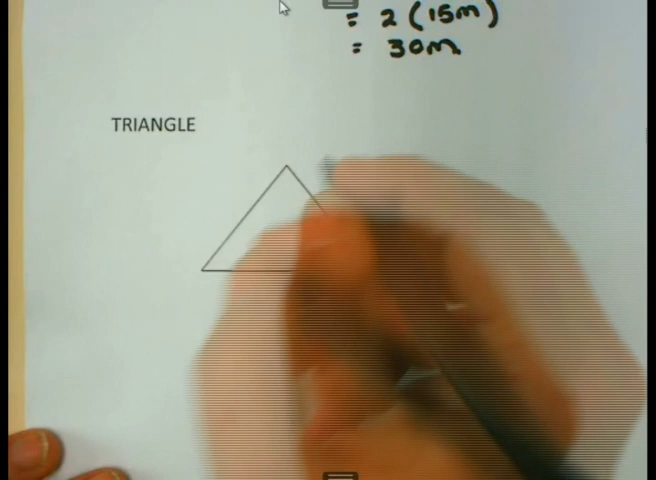 = 2 (15m)
= 30m
TRIANGLE